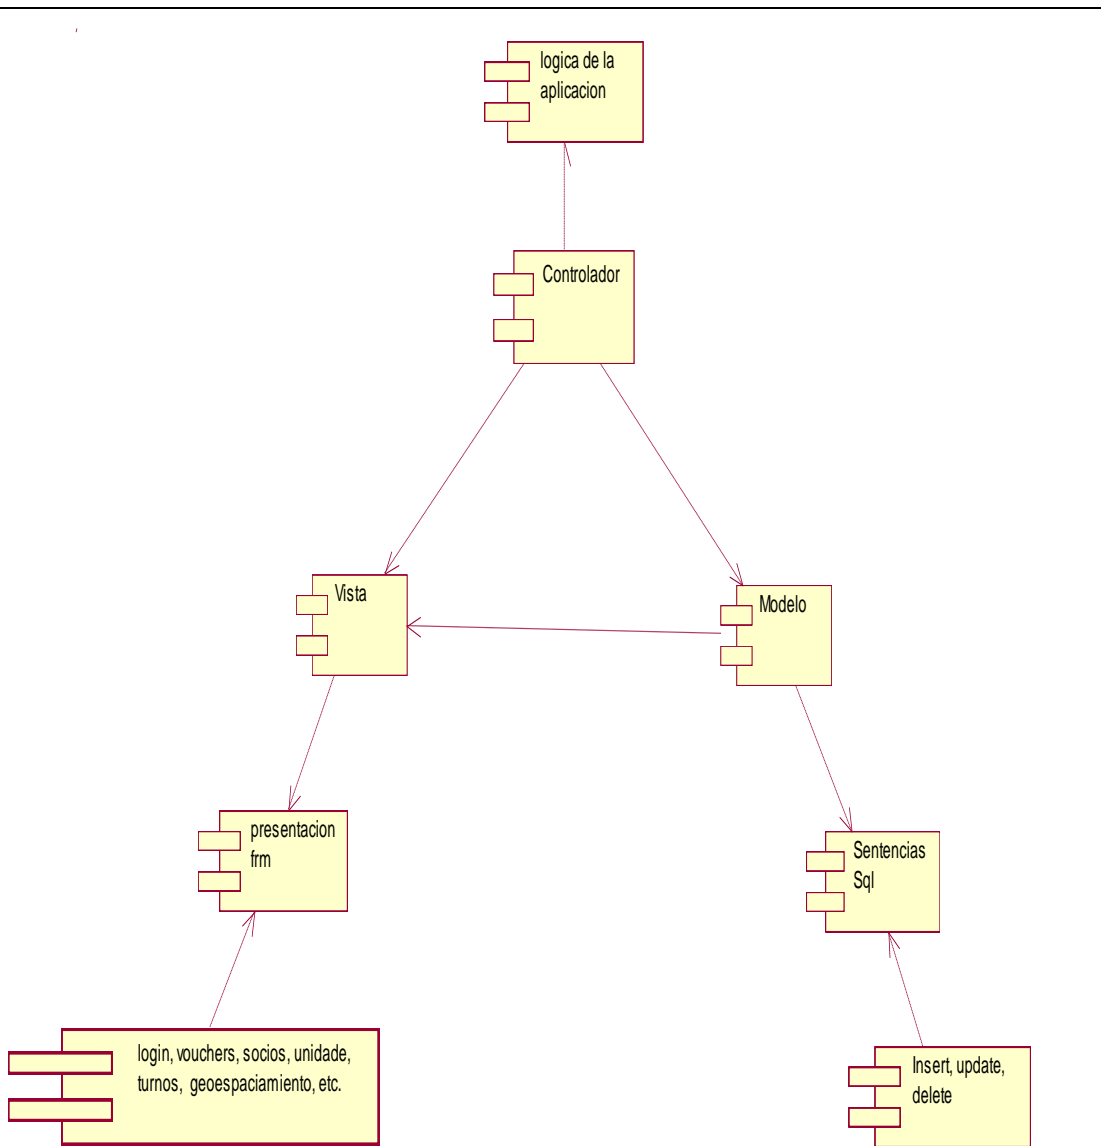 logica de la
aplicacion
Controlador
Vista
Modelo
presentacion
frm
Sentencias
Sql
login, vouchers, socios, unidade,
turnos, geoespaciamiento, etc.
Insert, update,
delete